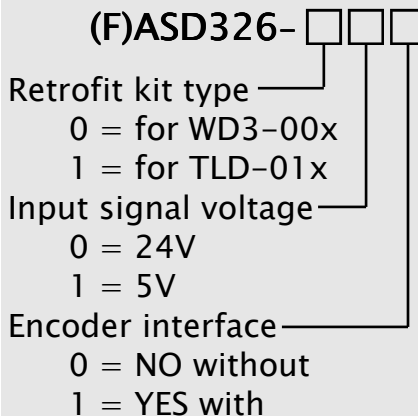 (F)ASD326-
Retrofit kit type
0 = for WD3-00x
1 = for TLD-01x
Input signal voltage
0 = 24V
1 = 5V
Encoder interface
0 = NO without
1 = YES with